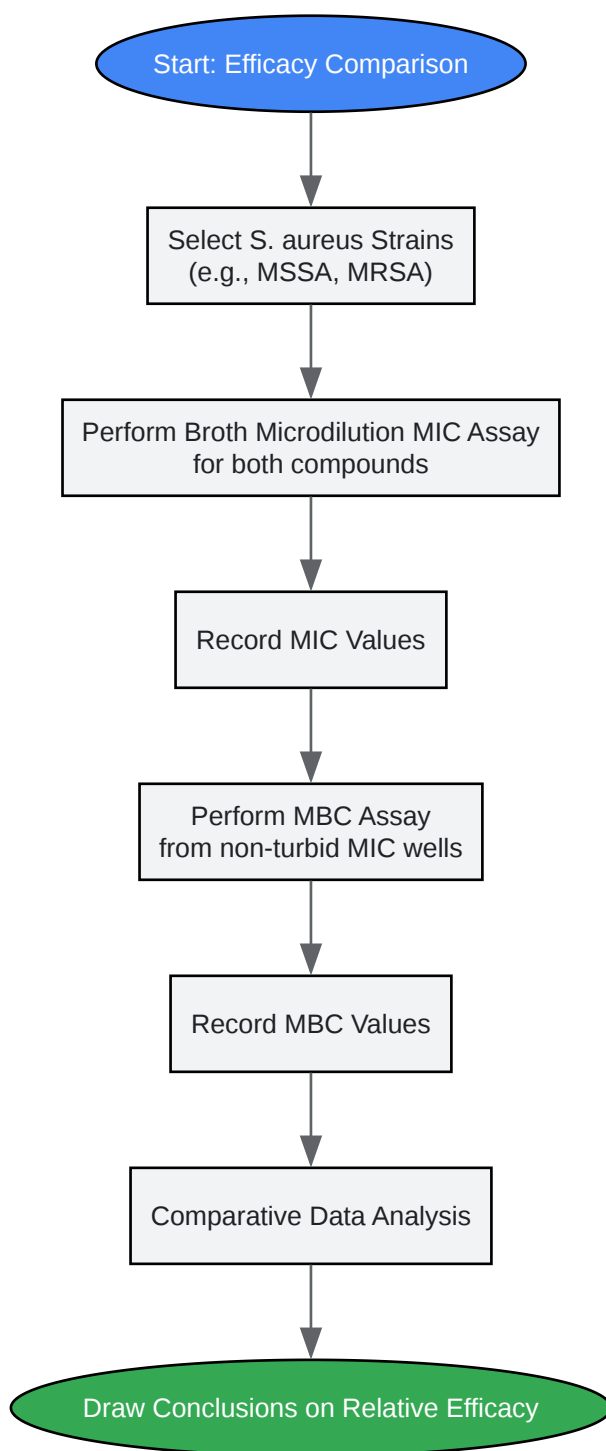 Start: Efficacy Comparison
Select S. aureus Strains
(e.g., MSSA, MRSA)
Perform Broth Microdilution MIC Assay
for both compounds
Record MIC Values
Perform MBC Assay
from non-turbid MIC wells
Record MBC Values
Comparative Data Analysis
Draw Conclusions on Relative Efficacy